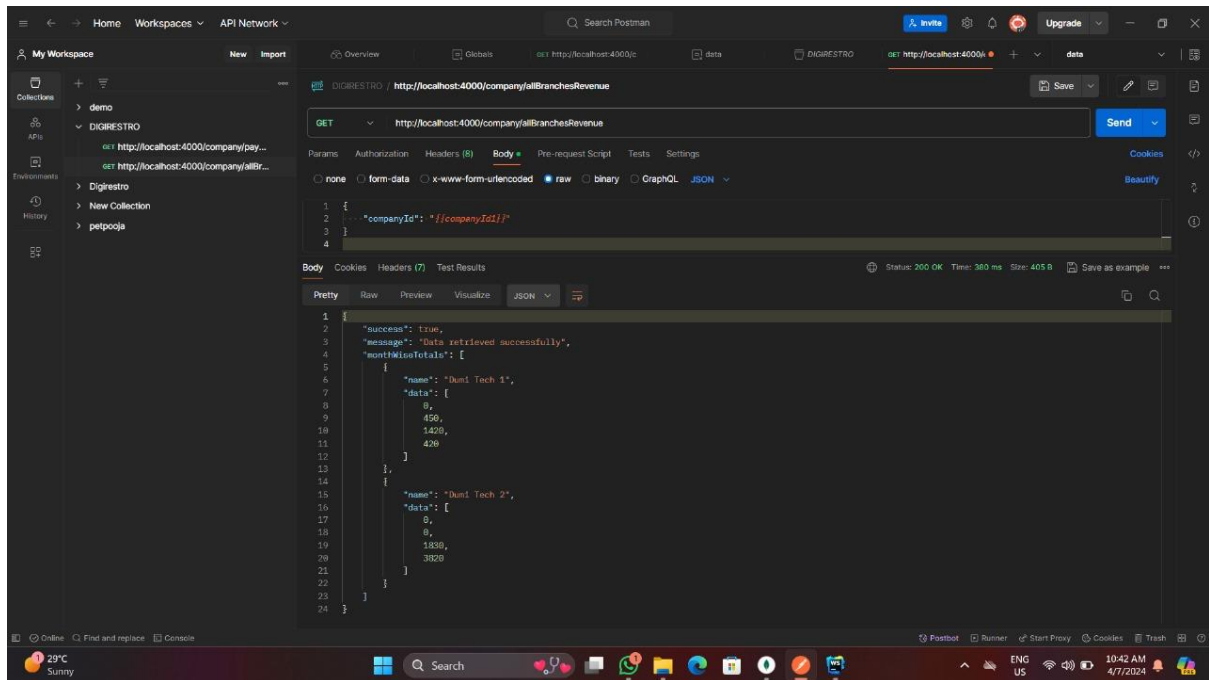 Home Workspaces API Network Search Postman Invite Upgrade
My Workspace New Import Overview Globals GET http://localhost:4000/c data DIGIRESTRO GET http://localhost:4000/c data
Collections
APIs
Environments
History
demo
DIGIRESTRO
GET http://localhost:4000/company/pay...
GET http://localhost:4000/company/allBr...
Digirestro
New Collection
petpooja
DIGIRESTRO / http://localhost:4000/company/allBranchesRevenue Save
GET http://localhost:4000/company/allBranchesRevenue Send
Params Authorization Headers (8) Body Pre-request Script Tests Settings Cookies
none form-data x-www-form-urlencoded raw binary GraphQL JSON Beautify
1 {
2 "companyId": "{{companyId1}}"
3 }
4
Body Cookies Headers (7) Test Results Status: 200 OK Time: 380 ms Size: 405 B Save as example
Pretty Raw Preview Visualize JSON
1 {
2 "success": true,
3 "message": "Data retrieved successfully",
4 "monthWiseTotals": [
5 {
6 "name": "Dumi Tech 1",
7 "data": [
8 0,
9 450,
10 1420,
11 420
12 ]
13 },
14 {
15 "name": "Dumi Tech 2",
16 "data": [
17 0,
18 0,
19 1830,
20 3820
21 ]
22 }
23 ]
24 }
Online Find and replace Console Postbot Runner Start Proxy Cookies Trash
1 29°C
Sunny
Search
ENG
US
10:42 AM
4/7/2024